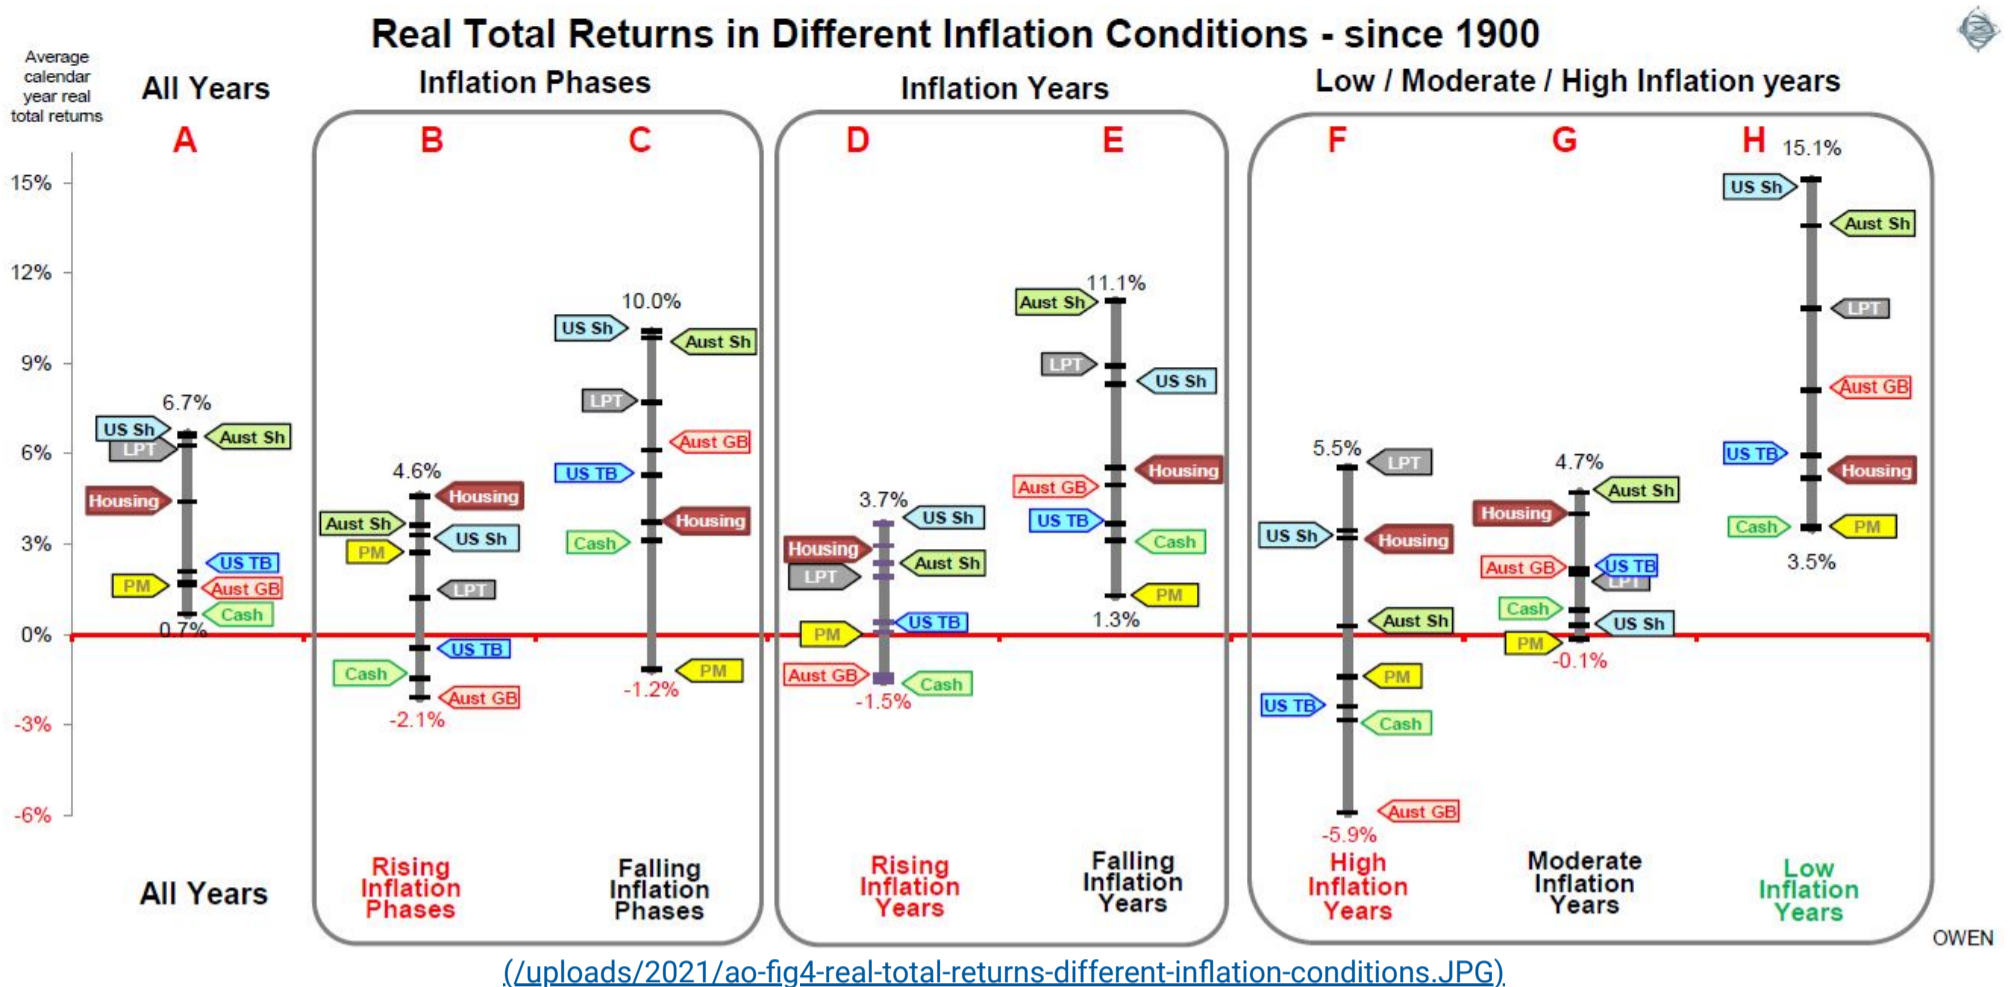 Real Total Returns in Different Inflation Conditions - since 1900
Average
calendar
year real
total returns
All Years
Inflation Phases
Inflation Years
Low / Moderate / High Inflation years
A
B
C
D
E
F
G
H
15%
12%
9%
6%
3%
0%
-3%
-6%
6.7%
US Sh
Aust Sh
LPT
Housing
US TB
PM
Aust GB
Cash
0.7%
4.6%
Housing
Aust Sh
US Sh
PM
LPT
US TB
Cash
Aust GB
-2.1%
10.0%
US Sh
Aust Sh
LPT
Aust GB
US TB
Housing
Cash
PM
-1.2%
3.7%
US Sh
Housing
Aust Sh
LPT
US TB
PM
Aust GB
Cash
-1.5%
11.1%
Aust Sh
LPT
US Sh
Housing
Aust GB
US TB
Cash
PM
1.3%
5.5%
LPT
US Sh
Housing
Aust Sh
PM
US TB
Cash
Aust GB
-5.9%
4.7%
Aust Sh
Housing
Aust GB
US TB
LPT
Cash
US Sh
PM
-0.1%
15.1%
US Sh
Aust Sh
LPT
Aust GB
US TB
Housing
Cash
PM
3.5%
All Years
Rising
Inflation
Phases
Falling
Inflation
Phases
Rising
Inflation
Years
Falling
Inflation
Years
High
Inflation
Years
Moderate
Inflation
Years
Low
Inflation
Years
OWEN
(/uploads/2021/ao-fig4-real-total-returns-different-inflation-conditions.JPG)